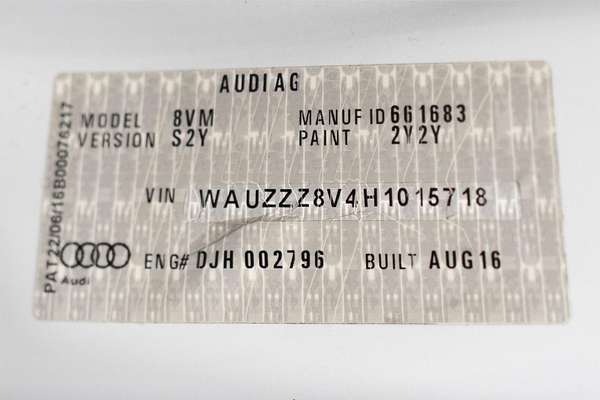 AUDI AG
MODEL 8VM MANUF ID 661683
VERSION S2Y PAINT 2Y2Y
VIN WAUZZZ8V4H1015718
ENG# DJH 002796 BUILT AUG16
Audi
PAT22/06/16B00076217